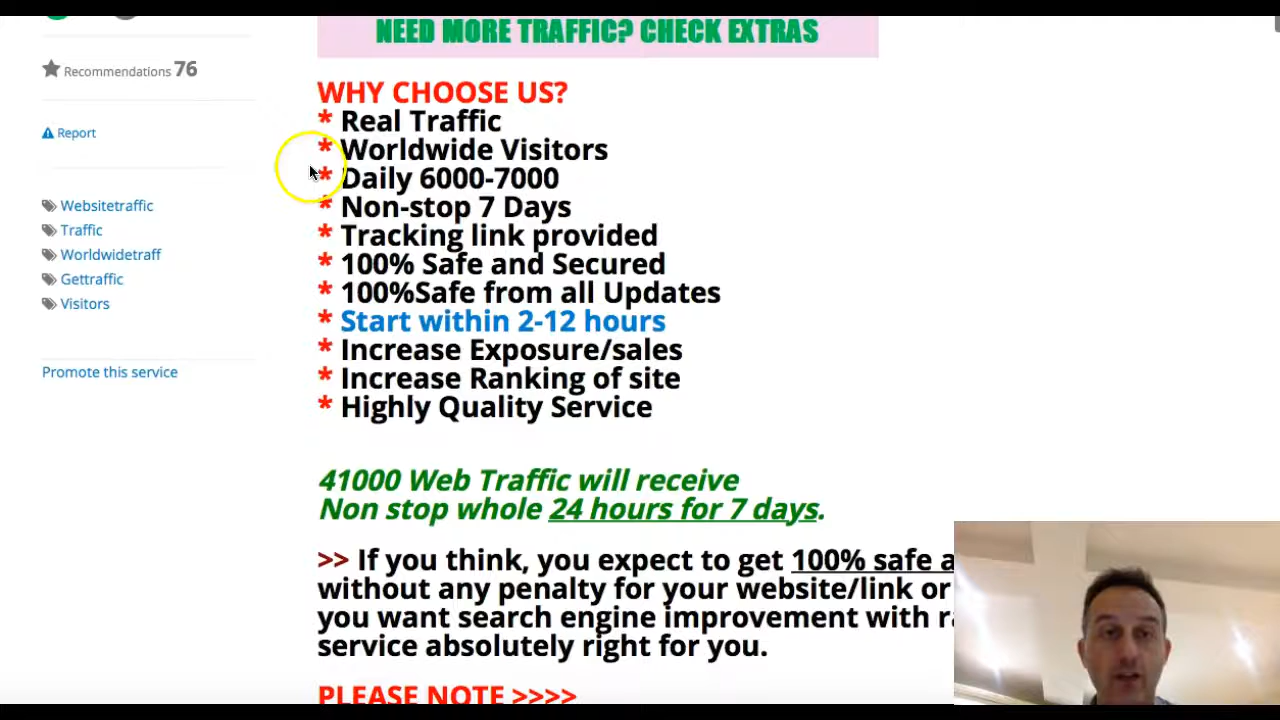 NEED MORE TRAFFIC? CHECK EXTRAS
Recommendations 76
Report
Websitetraffic
Traffic
Worldwidetraff
Gettraffic
Visitors
Promote this service
WHY CHOOSE US?
* Real Traffic
* Worldwide Visitors
* Daily 6000-7000
* Non-stop 7 Days
* Tracking link provided
* 100% Safe and Secured
* 100%Safe from all Updates
* Start within 2-12 hours
* Increase Exposure/sales
* Increase Ranking of site
* Highly Quality Service
41000 Web Traffic will receive
Non stop whole 24 hours for 7 days.
>> If you think, you expect to get 100% safe
without any penalty for your website/link or
you want search engine improvement with
service absolutely right for you.
PLEASE NOTE >>>>